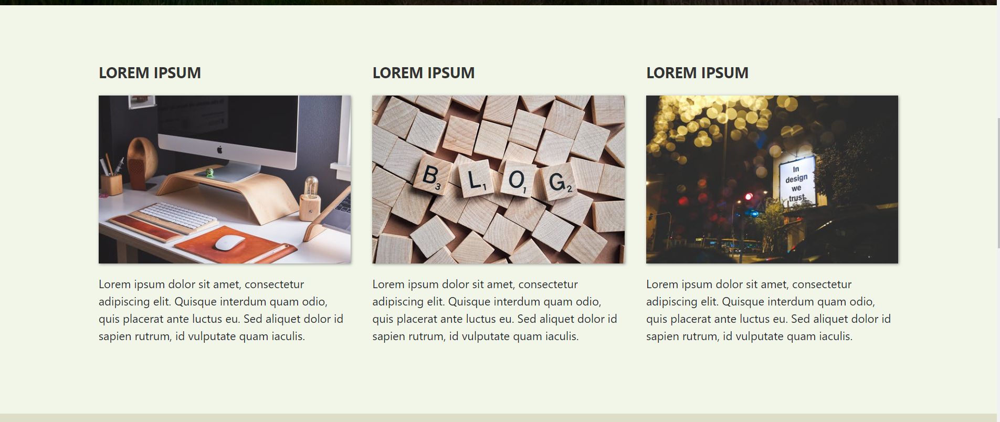 LOREM IPSUM
LOREM IPSUM
LOREM IPSUM
B3 L1 O1 G2
In
design
we
trust
Lorem ipsum dolor sit amet, consectetur
adipiscing elit. Quisque interdum quam odio,
quis placerat ante luctus eu. Sed aliquet dolor id
sapien rutrum, id vulputate quam iaculis.
Lorem ipsum dolor sit amet, consectetur
adipiscing elit. Quisque interdum quam odio,
quis placerat ante luctus eu. Sed aliquet dolor id
sapien rutrum, id vulputate quam iaculis.
Lorem ipsum dolor sit amet, consectetur
adipiscing elit. Quisque interdum quam odio,
quis placerat ante luctus eu. Sed aliquet dolor id
sapien rutrum, id vulputate quam iaculis.